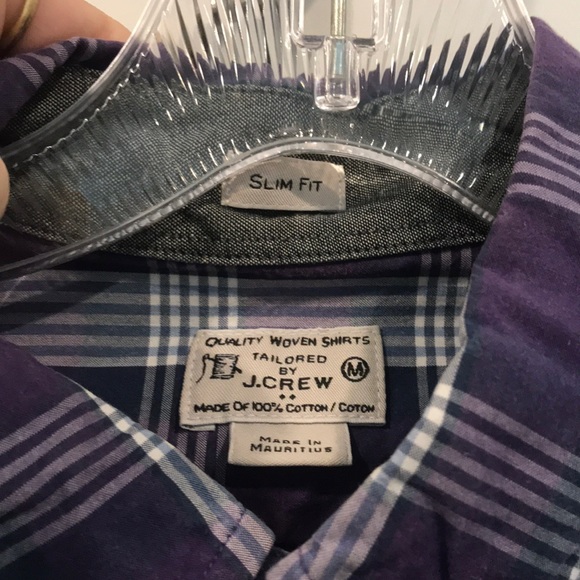 SLIM FIT
QUALITY WOVEN SHIRTS
TAILORED
BY
J.CREW
M
MADE OF 100% COTTON / COTON
MADE IN
MAURITIUS